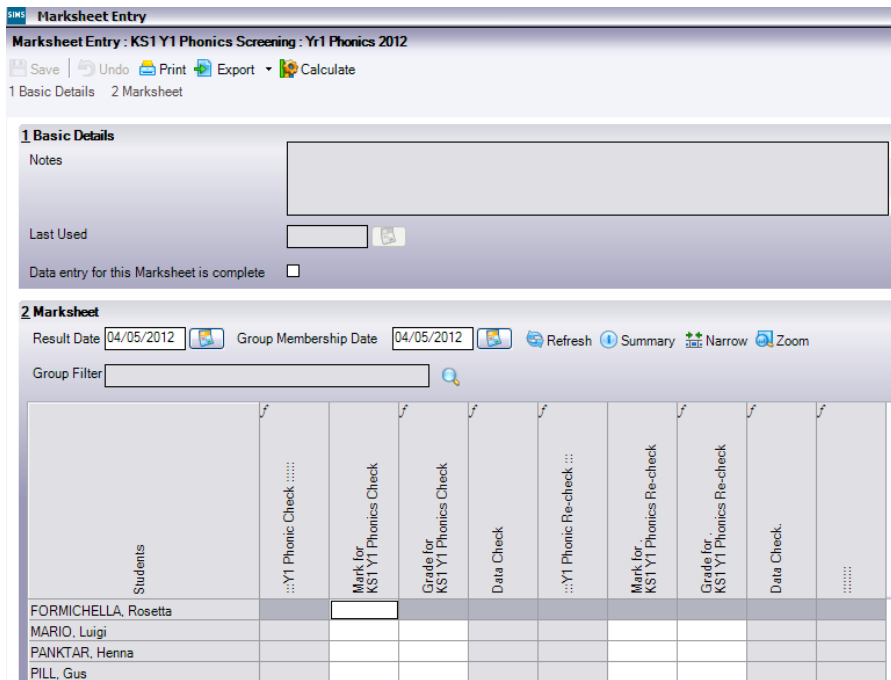 SIMS Marksheet Entry
Marksheet Entry : KS1 Y1 Phonics Screening : Yr1 Phonics 2012
Save Undo Print Export Calculate
1 Basic Details 2 Marksheet
1 Basic Details
Notes
Last Used
Data entry for this Marksheet is complete
2 Marksheet
Result Date 04/05/2012 Group Membership Date 04/05/2012 Refresh Summary Narrow Zoom
Group Filter
Students
:::Y1 Phonic Check ::::::
Mark for
KS1 Y1 Phonics Check
Grade for
KS1 Y1 Phonics Check
Data Check
:::Y1 Phonic Re-check :::
Mark for .
KS1 Y1 Phonics Re-check
Grade for .
KS1 Y1 Phonics Re-check
Data Check.
::::::::
FORMICHELLA, Rosetta
MARIO, Luigi
PANKTAR, Henna
PILL, Gus